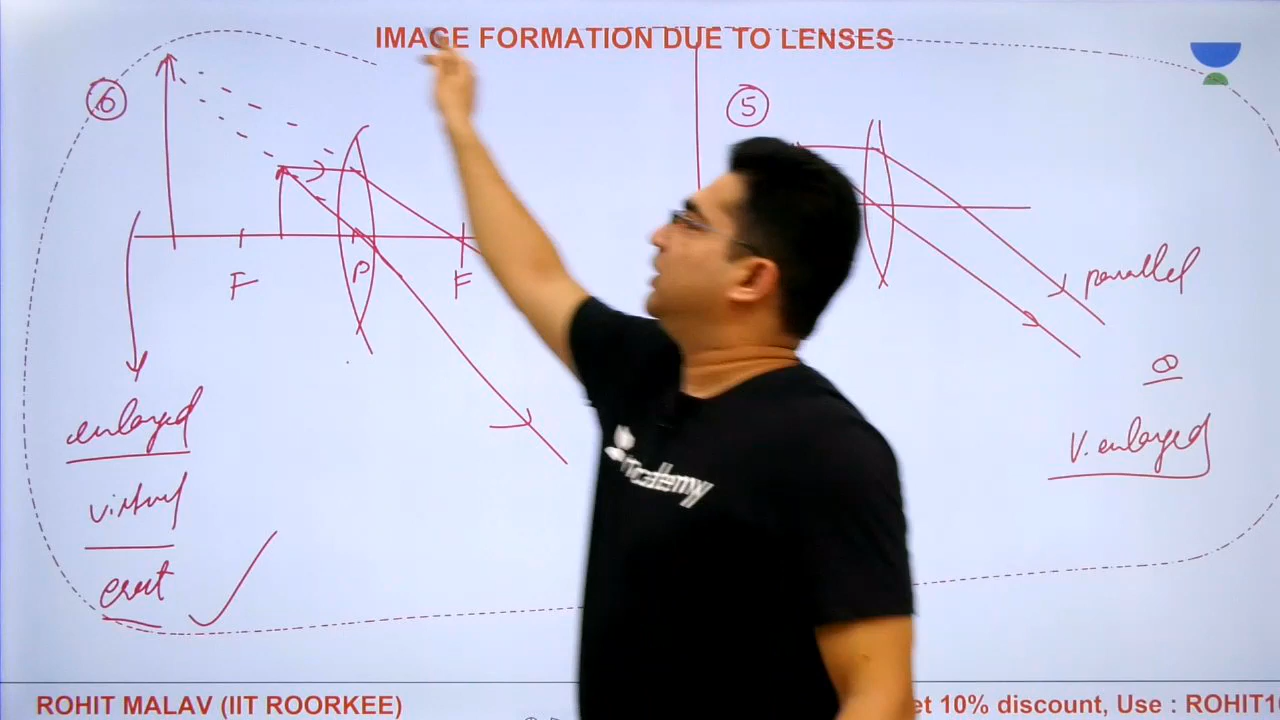 IMAGE FORMATION DUE TO LENSES
6
F
P
F
enlarged
virtual
erect
5
parallel
∞
V. enlarged
ROHIT MALAV (IIT ROORKEE)
10% discount, Use : ROHIT1